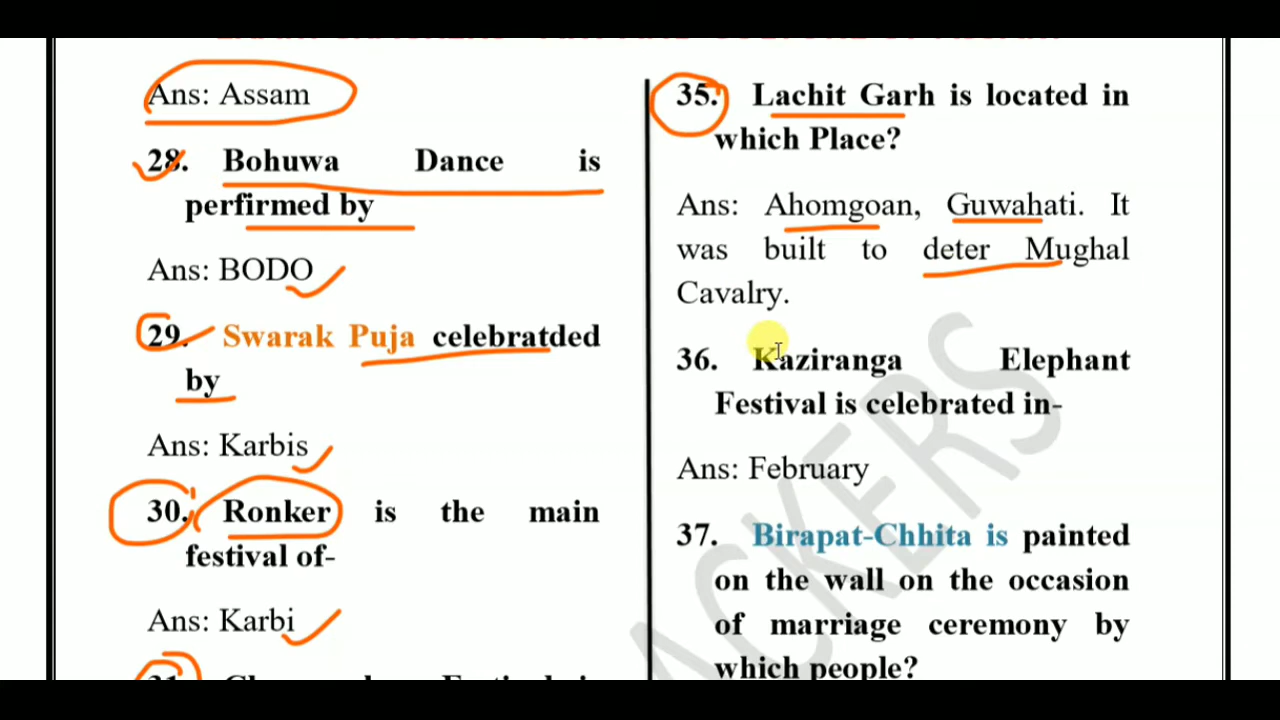 Ans: Assam
28. Bohuwa Dance is
perfirmed by
Ans: BODO
29. Swarak Puja celebratded
by
Ans: Karbis
30. Ronker is the main
festival of-
Ans: Karbi
35. Lachit Garh is located in
which Place?
Ans: Ahomgoan, Guwahati. It
was built to deter Mughal
Cavalry.
36. Kaziranga Elephant
Festival is celebrated in-
Ans: February
37. Birapat-Chhita is painted
on the wall on the occasion
of marriage ceremony by
which people?